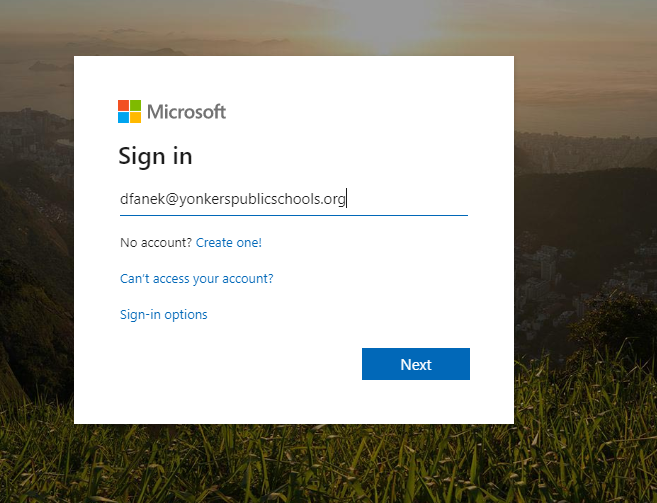 Microsoft
Sign in
dfanek@yonkerspublicschools.org
No account? Create one!
Can't access your account?
Sign-in options
Next